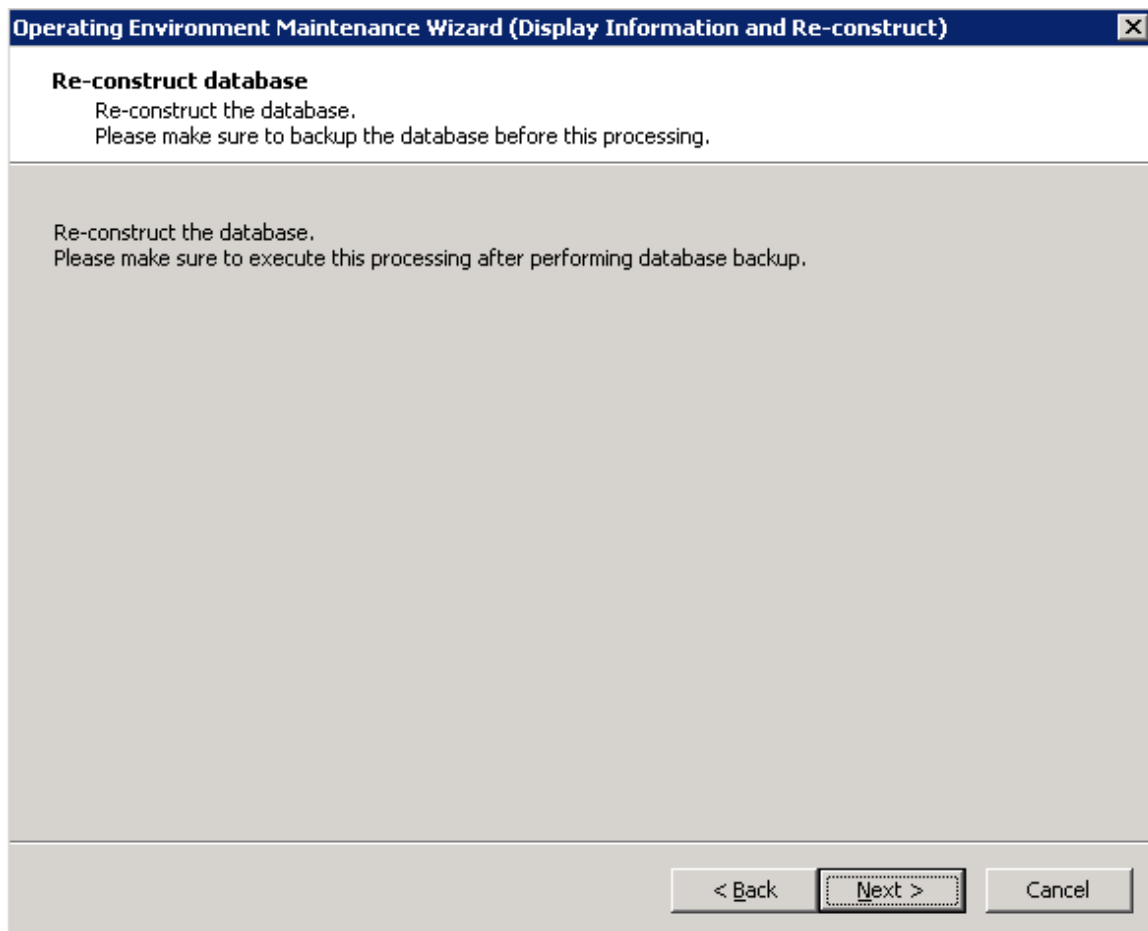 Operating Environment Maintenance Wizard (Display Information and Re-construct)
Re-construct database
Re-construct the database.
Please make sure to backup the database before this processing.
Re-construct the database.
Please make sure to execute this processing after performing database backup.
< Back Next > Cancel